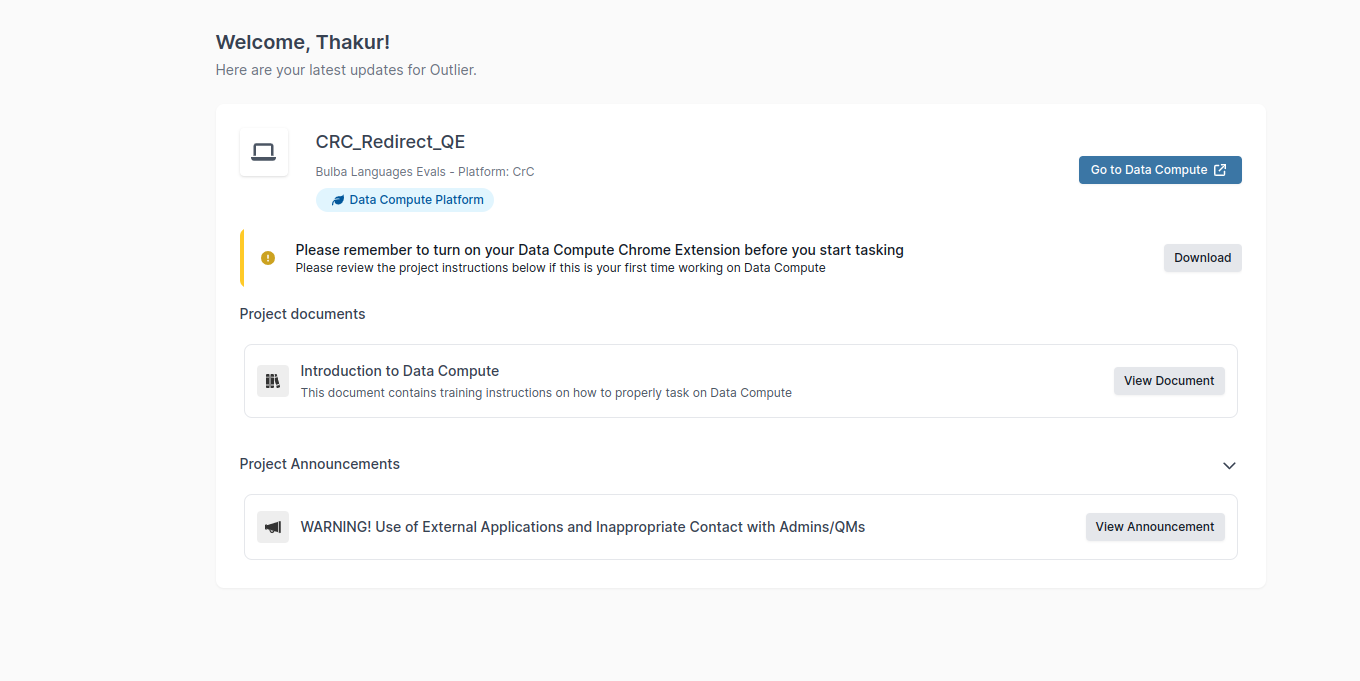 Welcome, Thakur!
Here are your latest updates for Outlier.
CRC_Redirect_QE
Bulba Languages Evals - Platform: CrC
Data Compute Platform
Go to Data Compute
Please remember to turn on your Data Compute Chrome Extension before you start tasking
Please review the project instructions below if this is your first time working on Data Compute
Download
Project documents
Introduction to Data Compute
This document contains training instructions on how to properly task on Data Compute
View Document
Project Announcements
WARNING! Use of External Applications and Inappropriate Contact with Admins/QMs
View Announcement